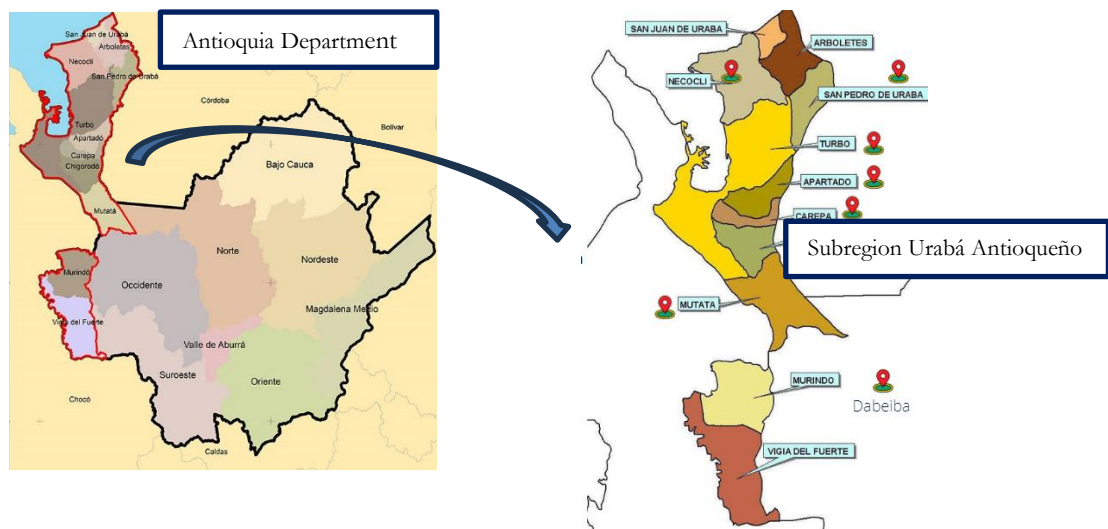 Antioquia Department
San Juan de Urabá
Arboletes
Necocli
San Pedro de Urabá
Turbo
Apartadó
Carepa
Chigorodó
Mutatá
Murindó
Vigía del Fuerte
Córdoba
Bolívar
Bajo Cauca
Norte
Nordeste
Occidente
Magdalena Medio
Valle de Aburrá
Suroeste
Oriente
Chocó
Caldas
SAN JUAN DE URABA
ARBOLETES
NECOCLI
SAN PEDRO DE URABA
TURBO
APARTADO
CAREPA
Subregion Urabá Antioqueño
MUTATA
MURINDO
Dabeiba
VIGIA DEL FUERTE